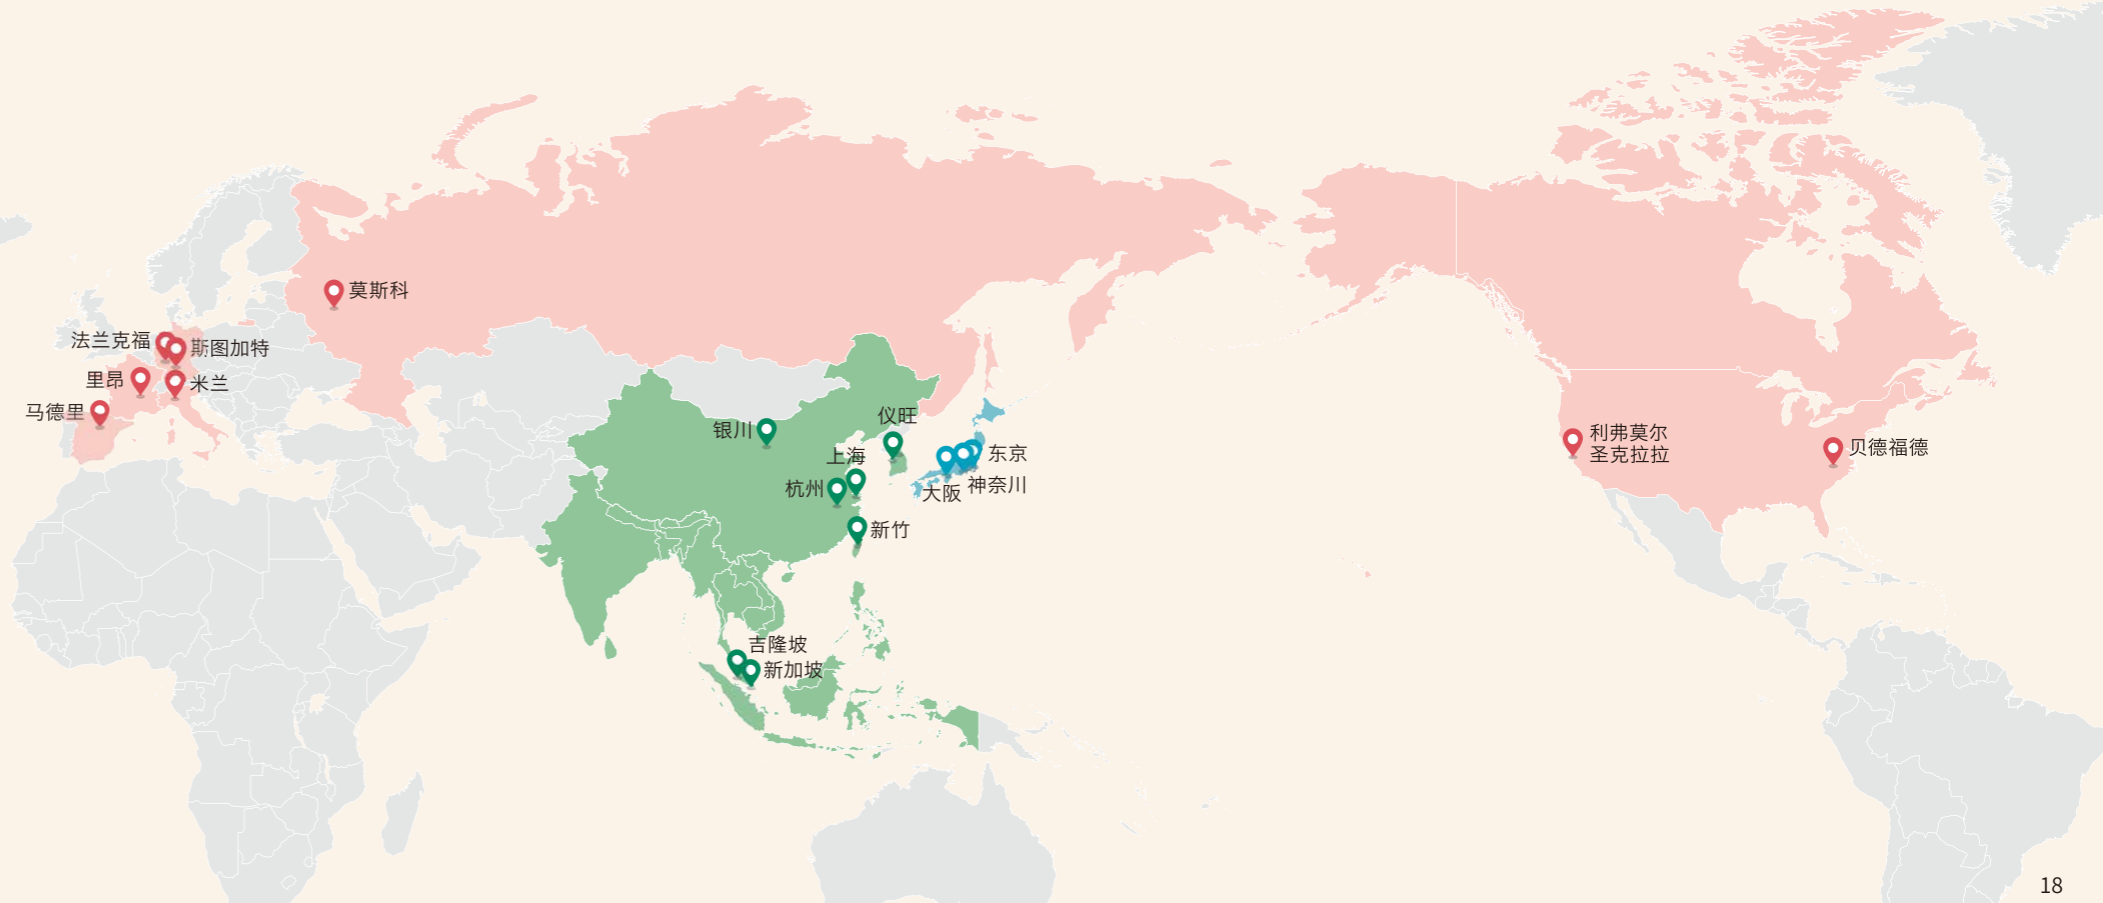 莫斯科
法兰克福
斯图加特
里昂
米兰
马德里
银川
仪旺
上海
杭州
新竹
东京
神奈川
大阪
吉隆坡
新加坡
利弗莫尔
圣克拉拉
贝德福德
18